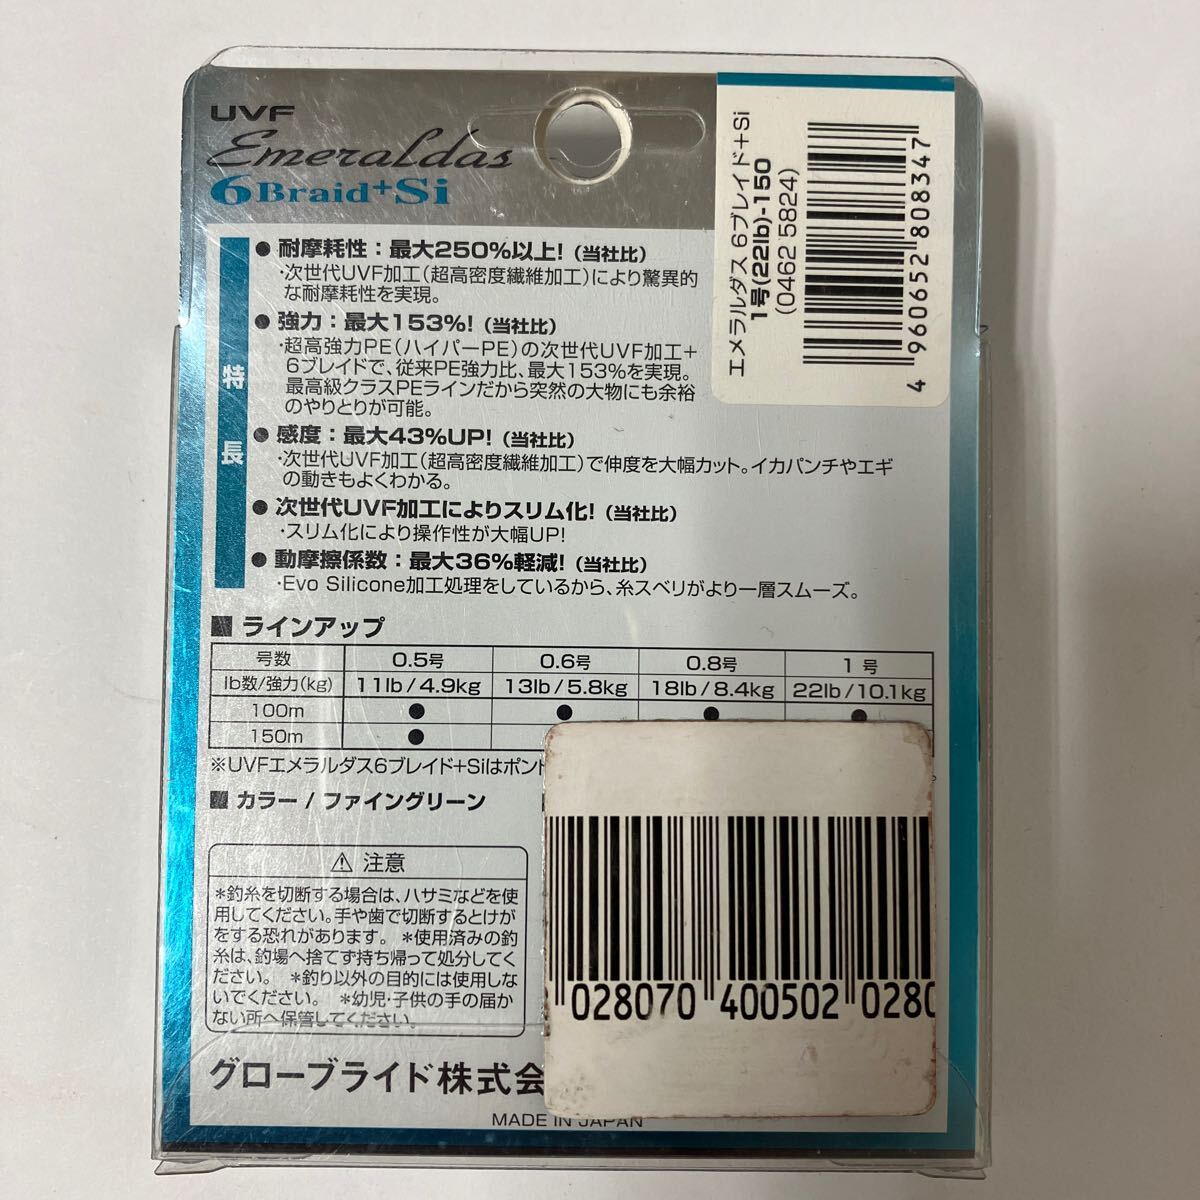 UVF
Emeraldas
6Braid+Si
エメラルダス 6ブレイド+Si
1号(22lb)-150
(0462 5824)
4 960652 808347
特長
● 耐摩耗性:最大250%以上!(当社比)
・次世代UVF加工(超高密度繊維加工)により驚異的
な耐摩耗性を実現。
● 強力:最大153%!(当社比)
・超高強力PE(ハイパーPE)の次世代UVF加工+
6ブレイドで、従来PE強力比、最大153%を実現。
最高級クラスPEラインだから突然の大物にも余裕
のやりとりが可能。
● 感度:最大43%UP!(当社比)
・次世代UVF加工(超高密度繊維加工)で伸度を大幅カット。イカパンチやエギ
の動きもよくわかる。
● 次世代UVF加工によりスリム化!(当社比)
・スリム化により操作性が大幅UP!
● 動摩擦係数:最大36%軽減!(当社比)
・Evo Silicone加工処理をしているから、糸スベリがより一層スムーズ。
■ ラインアップ
号数 0.5号 0.6号 0.8号 1号
lb数/強力(kg) 11lb/4.9kg 13lb/5.8kg 18lb/8.4kg 22lb/10.1kg
100m ● ● ● ●
150m ●
※UVFエメラルダス6ブレイド+Siはポンド
■ カラー / ファイングリーン
⚠ 注意
*釣糸を切断する場合は、ハサミなどを使
用してください。手や歯で切断するとけが
をする恐れがあります。 *使用済みの釣
糸は、釣場へ捨てず持ち帰って処分してく
ださい。 *釣り以外の目的には使用しな
いでください。 *幼児・子供の手の届か
ない所へ保管してください。
028070 400502 028
グローブライド株式会
MADE IN JAPAN